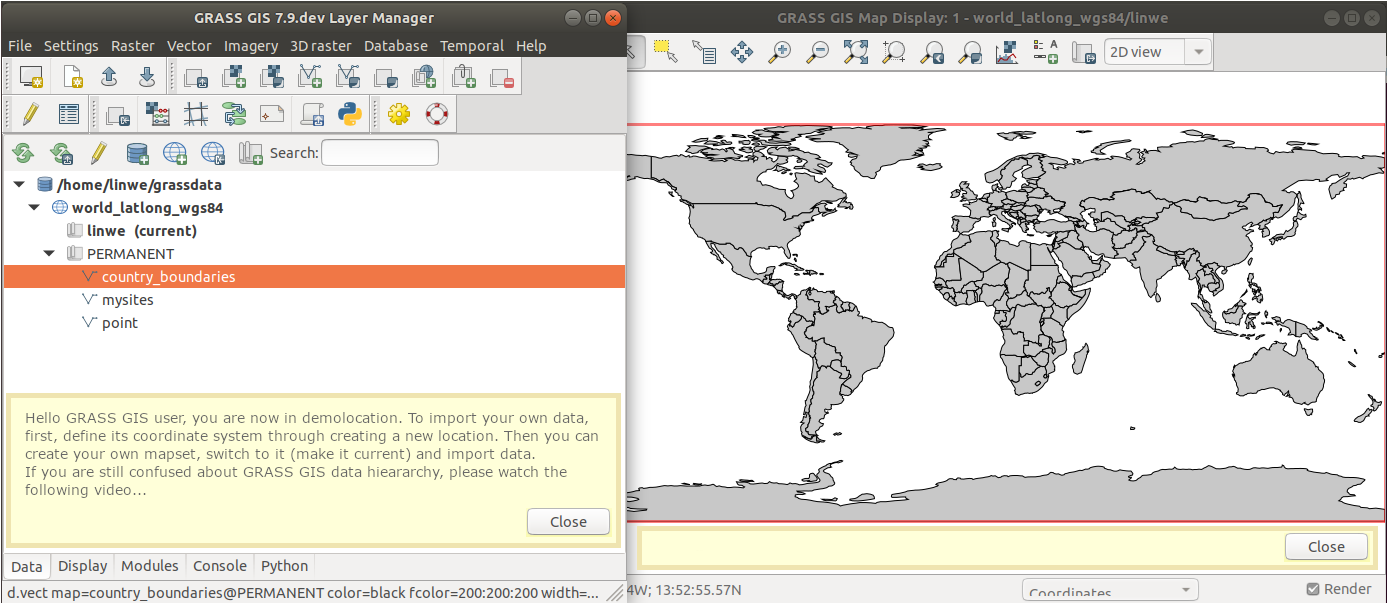 GRASS GIS 7.9.dev Layer Manager
File Settings Raster Vector Imagery 3D raster Database Temporal Help
Search:
/home/linwe/grassdata
world_latlong_wgs84
linwe (current)
PERMANENT
country_boundaries
mysites
point
Hello GRASS GIS user, you are now in demolocation. To import your own data,
first, define its coordinate system through creating a new location. Then you can
create your own mapset, switch to it (make it current) and import data.
If you are still confused about GRASS GIS data hieararchy, please watch the
following video...
Close
Data Display Modules Console Python
d.vect map=country_boundaries@PERMANENT color=black fcolor=200:200:200 width=...
GRASS GIS Map Display: 1 - world_latlong_wgs84/linwe
2D view
Close
4W; 13:52:55.57N
Coordinates
Render